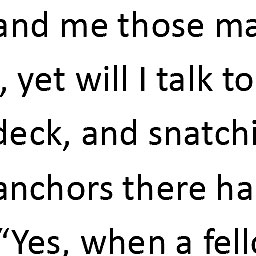 and me those ma
, yet will I talk to
deck, and snatchi
anchors there ha
“Yes, when a fello